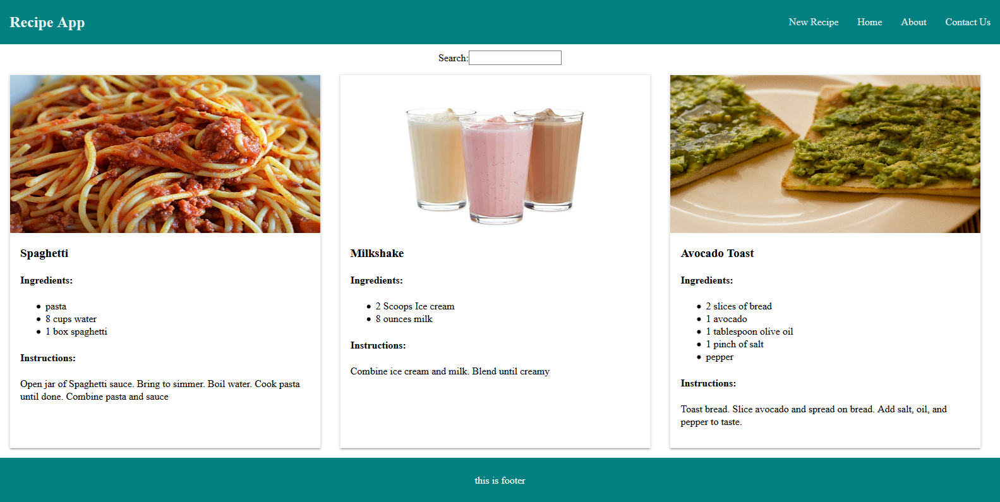 Recipe App
New Recipe Home About Contact Us
Search:
Spaghetti
Ingredients:
pasta
8 cups water
1 box spaghetti
Instructions:
Open jar of Spaghetti sauce. Bring to simmer. Boil water. Cook pasta
until done. Combine pasta and sauce
Milkshake
Ingredients:
2 Scoops Ice cream
8 ounces milk
Instructions:
Combine ice cream and milk. Blend until creamy
Avocado Toast
Ingredients:
2 slices of bread
1 avocado
1 tablespoon olive oil
1 pinch of salt
pepper
Instructions:
Toast bread. Slice avocado and spread on bread. Add salt, oil, and
pepper to taste.
this is footer